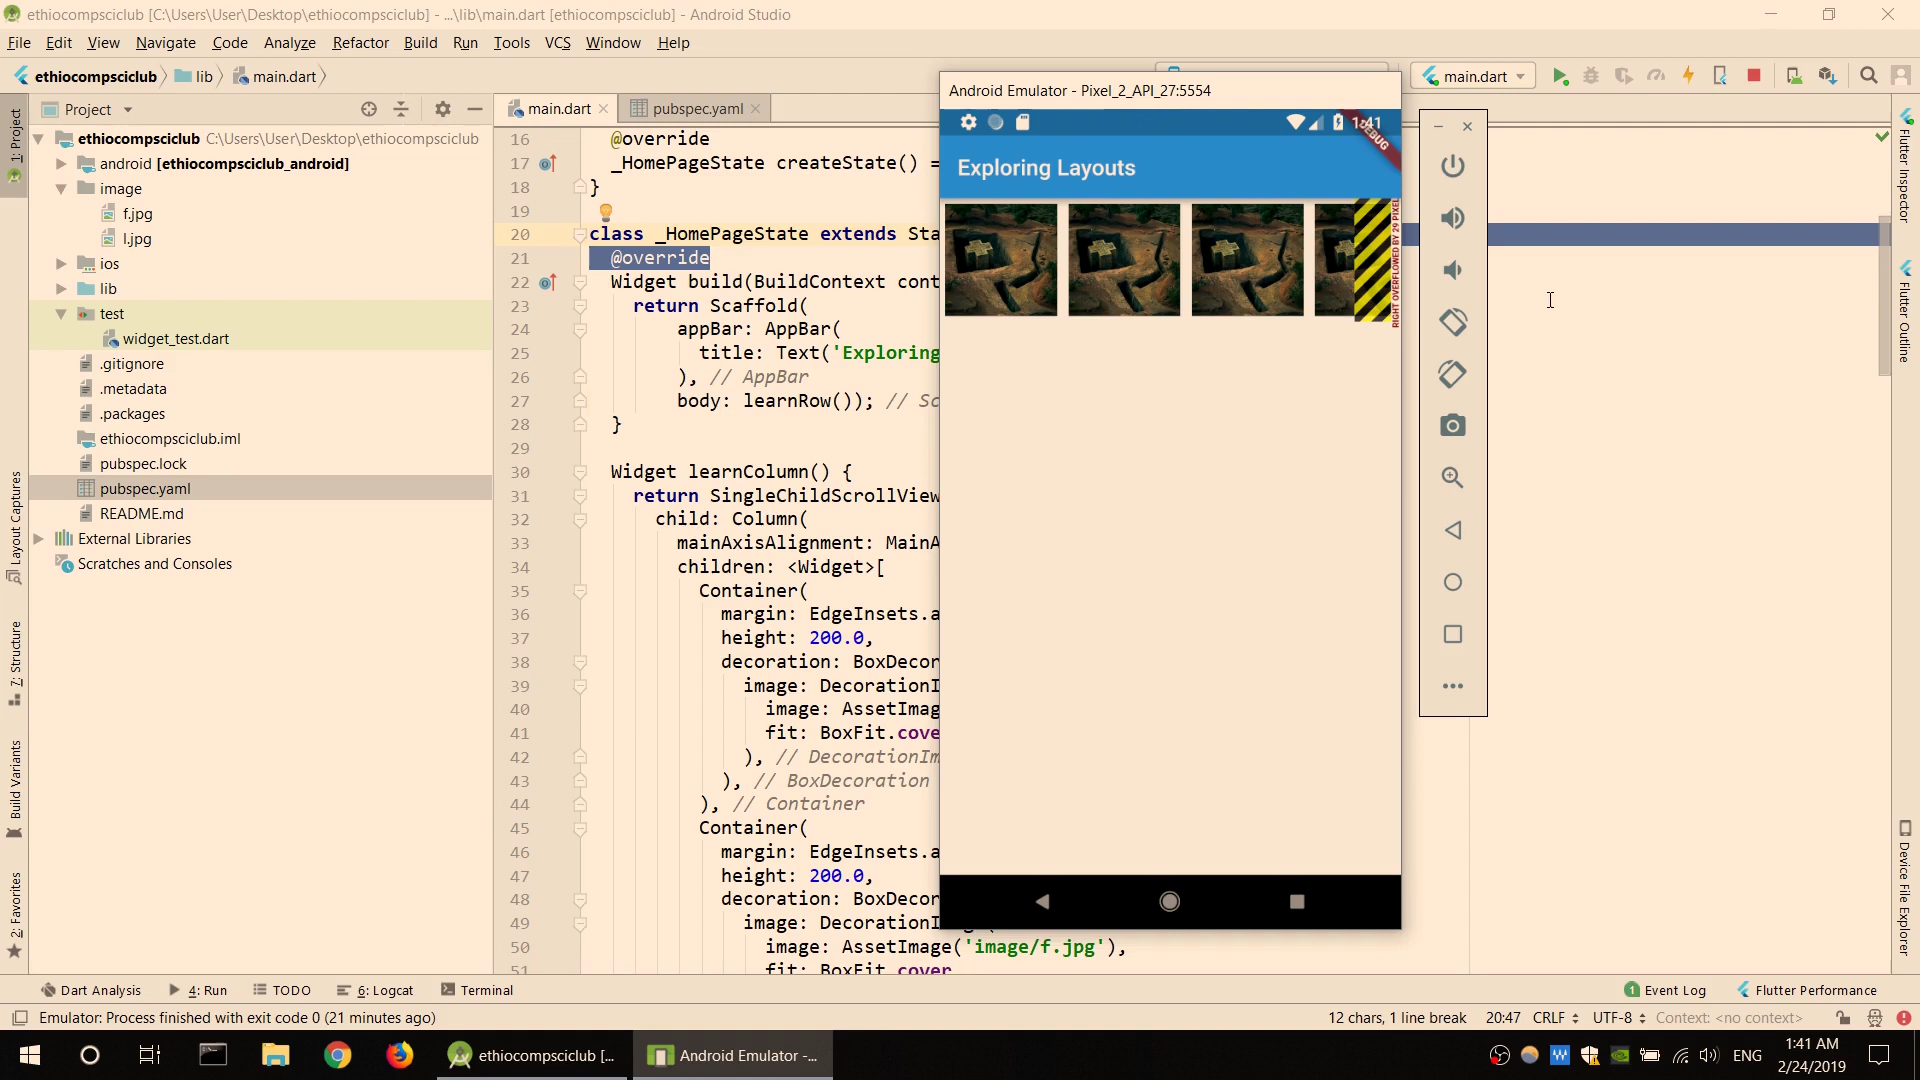 ethiocompsciclub [C:\Users\User\Desktop\ethiocompsciclub] - ...\lib\main.dart [ethiocompsciclub] - Android Studio
File Edit View Navigate Code Analyze Refactor Build Run Tools VCS Window Help
ethiocompsciclub lib main.dart
main.dart
1: Project
Layout Captures
7: Structure
Build Variants
2: Favorites
Project
ethiocompsciclub C:\Users\User\Desktop\ethiocompsciclub
android [ethiocompsciclub_android]
image
f.jpg
l.jpg
ios
lib
test
widget_test.dart
.gitignore
.metadata
.packages
ethiocompsciclub.iml
pubspec.lock
pubspec.yaml
README.md
External Libraries
Scratches and Consoles
main.dart
pubspec.yaml
16 @override
17 _HomePageState createState() =
18 }
19
20 class _HomePageState extends Sta
21 @override
22 Widget build(BuildContext cont
23 return Scaffold(
24 appBar: AppBar(
25 title: Text('Exploring
26 ), // AppBar
27 body: learnRow()); // Sc
28 }
29
30 Widget learnColumn() {
31 return SingleChildScrollView
32 child: Column(
33 mainAxisAlignment: MainA
34 children: <Widget>[
35 Container(
36 margin: EdgeInsets.a
37 height: 200.0,
38 decoration: BoxDecor
39 image: DecorationI
40 image: AssetImag
41 fit: BoxFit.cove
42 ), // DecorationIm
43 ), // BoxDecoration
44 ), // Container
45 Container(
46 margin: EdgeInsets.a
47 height: 200.0,
48 decoration: BoxDecor
49 image: DecorationI
50 image: AssetImage('image/f.jpg'),
51 fit: BoxFit.cover
Android Emulator - Pixel_2_API_27:5554
1:41
DEBUG
Exploring Layouts
RIGHT OVERFLOWED BY 29 PIXEL
Flutter Inspector
Flutter Outline
Device File Explorer
Dart Analysis 4: Run TODO 6: Logcat Terminal
1 Event Log Flutter Performance
Emulator: Process finished with exit code 0 (21 minutes ago)
12 chars, 1 line break 20:47 CRLF UTF-8 Context: <no context>
ethiocompsciclub [...
Android Emulator -...
ENG
1:41 AM
2/24/2019